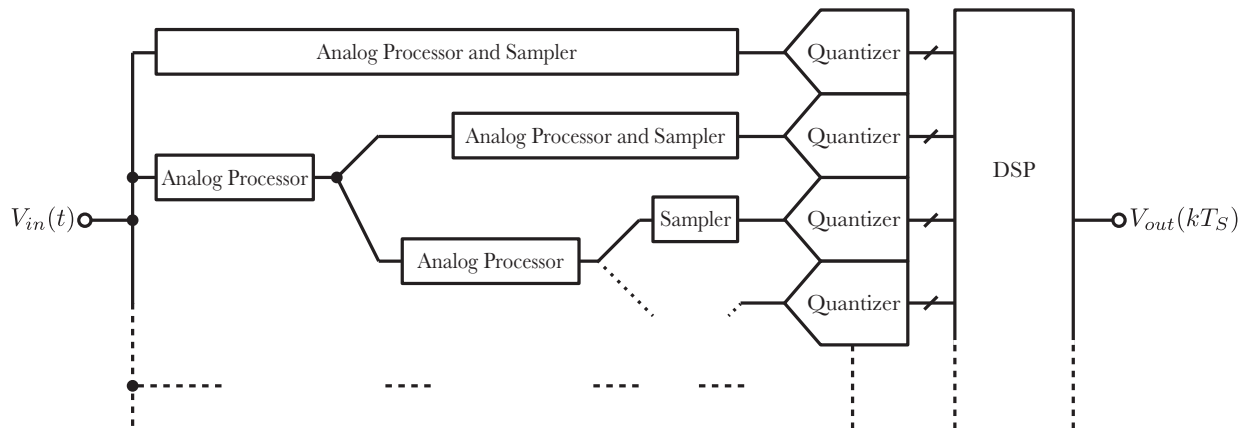 Analog Processor and Sampler
Quantizer
Analog Processor and Sampler
Quantizer
Analog Processor
DSP
V_{in}(t)
Sampler
Quantizer
V_{out}(kT_S)
Analog Processor
Quantizer